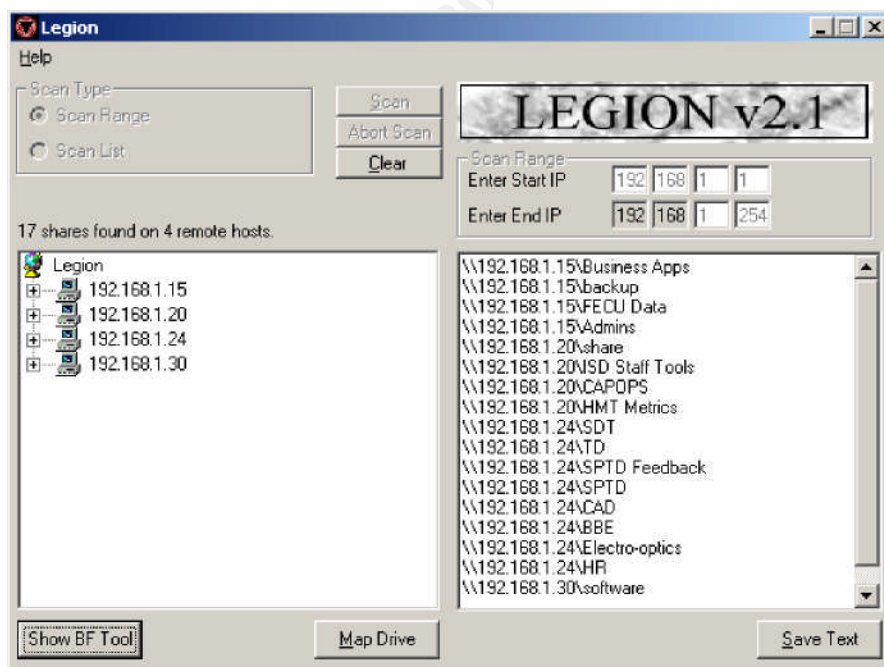 Legion
Help
Scan Type
Scan Range
Scan List
Scan
Abort Scan
Clear
LEGION v2.1
Scan Range
Enter Start IP 192 168 1 1
Enter End IP 192 168 1 254
17 shares found on 4 remote hosts.
Legion
192.168.1.15
192.168.1.20
192.168.1.24
192.168.1.30
\\192.168.1.15\Business Apps
\\192.168.1.15\backup
\\192.168.1.15\FECU Data
\\192.168.1.15\Admins
\\192.168.1.20\share
\\192.168.1.20\ISD Staff Tools
\\192.168.1.20\CAPOPS
\\192.168.1.20\HMT Metrics
\\192.168.1.24\SDT
\\192.168.1.24\TD
\\192.168.1.24\SPTD Feedback
\\192.168.1.24\SPTD
\\192.168.1.24\CAD
\\192.168.1.24\BBE
\\192.168.1.24\Electro-optics
\\192.168.1.24\HR
\\192.168.1.30\software
Show BF Tool
Map Drive
Save Text